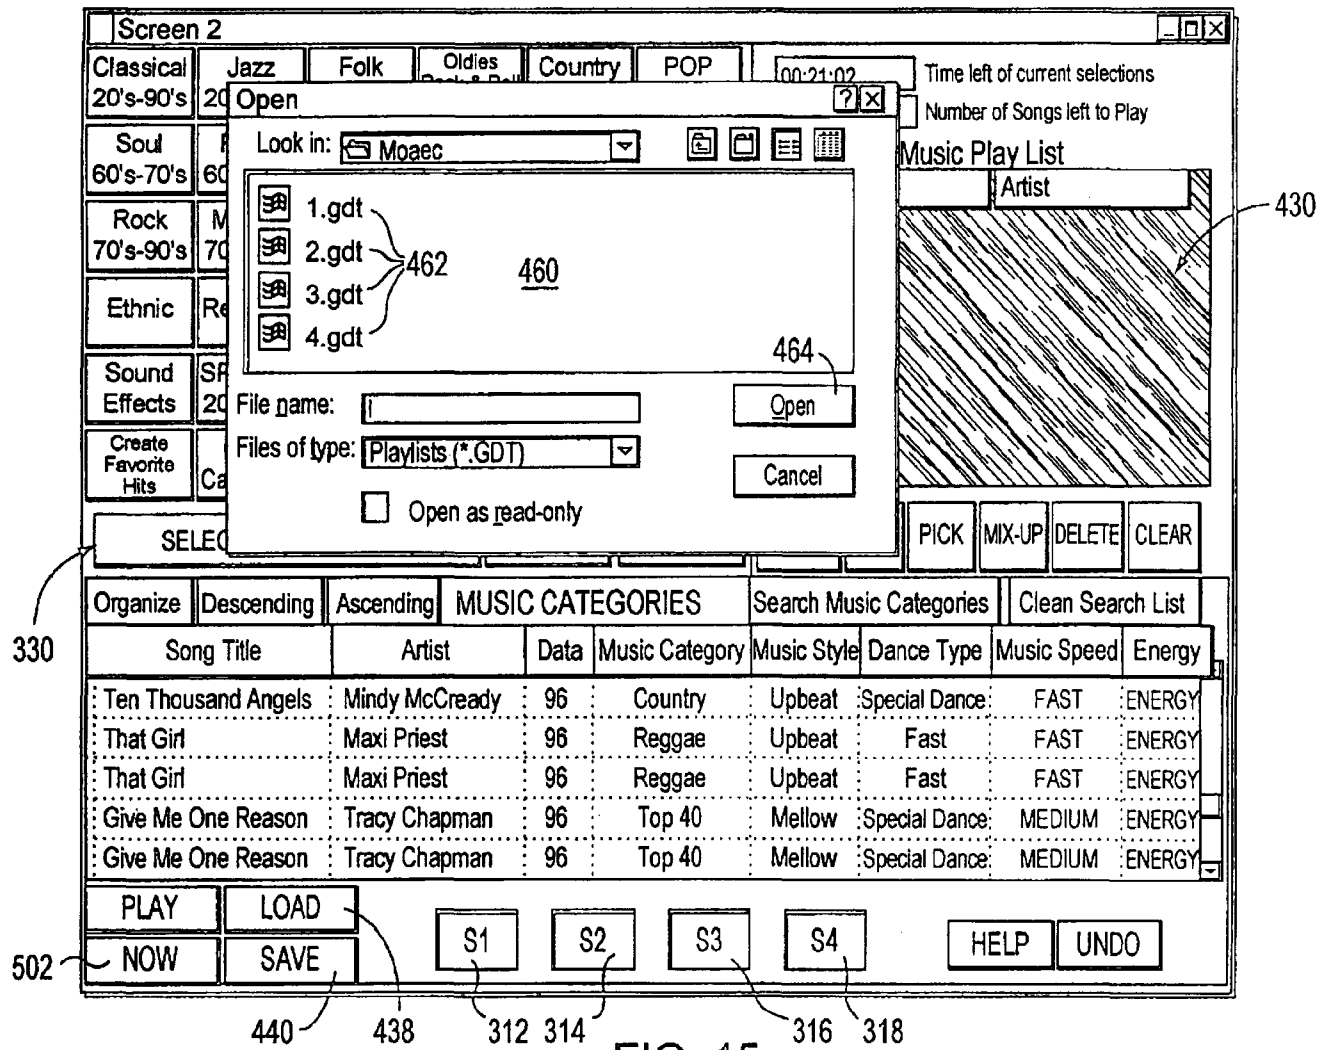 Screen 2
Classical 20's-90's
Jazz
Folk
Oldies
Country
POP
00:21:02
Time left of current selections
Number of Songs left to Play
Music Play List
Artist
430
Open
?
Look in: Moaec
1.gdt
2.gdt
3.gdt
4.gdt
462
460
464
File name:
Open
Files of type: Playlists (*.GDT)
Cancel
Open as read-only
Soul 60's-70's
60
Rock 70's-90's
M
70
Ethnic
Re
Sound Effects
SP
20
Create Favorite Hits
Ca
SELEC
PICK
MIX-UP
DELETE
CLEAR
330
Organize
Descending
Ascending
MUSIC CATEGORIES
Search Music Categories
Clean Search List
Song Title Artist Data Music Category Music Style Dance Type Music Speed Energy
Ten Thousand Angels Mindy McCready 96 Country Upbeat Special Dance FAST ENERGY
That Girl Maxi Priest 96 Reggae Upbeat Fast FAST ENERGY
That Girl Maxi Priest 96 Reggae Upbeat Fast FAST ENERGY
Give Me One Reason Tracy Chapman 96 Top 40 Mellow Special Dance MEDIUM ENERGY
Give Me One Reason Tracy Chapman 96 Top 40 Mellow Special Dance MEDIUM ENERGY
PLAY
LOAD
NOW
SAVE
S1
S2
S3
S4
HELP
UNDO
502
440
438
312
314
316
318